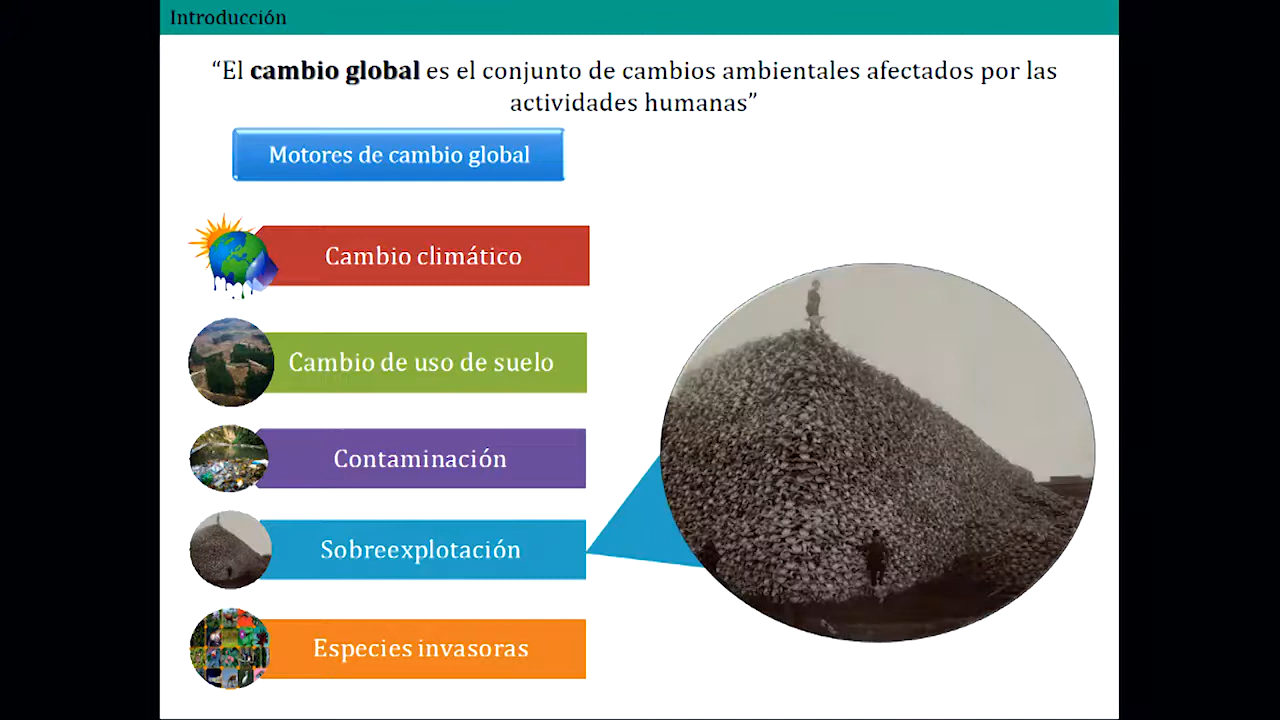 Introducción
“El cambio global es el conjunto de cambios ambientales afectados por las
actividades humanas”
Motores de cambio global
Cambio climático
Cambio de uso de suelo
Contaminación
Sobreexplotación
Especies invasoras